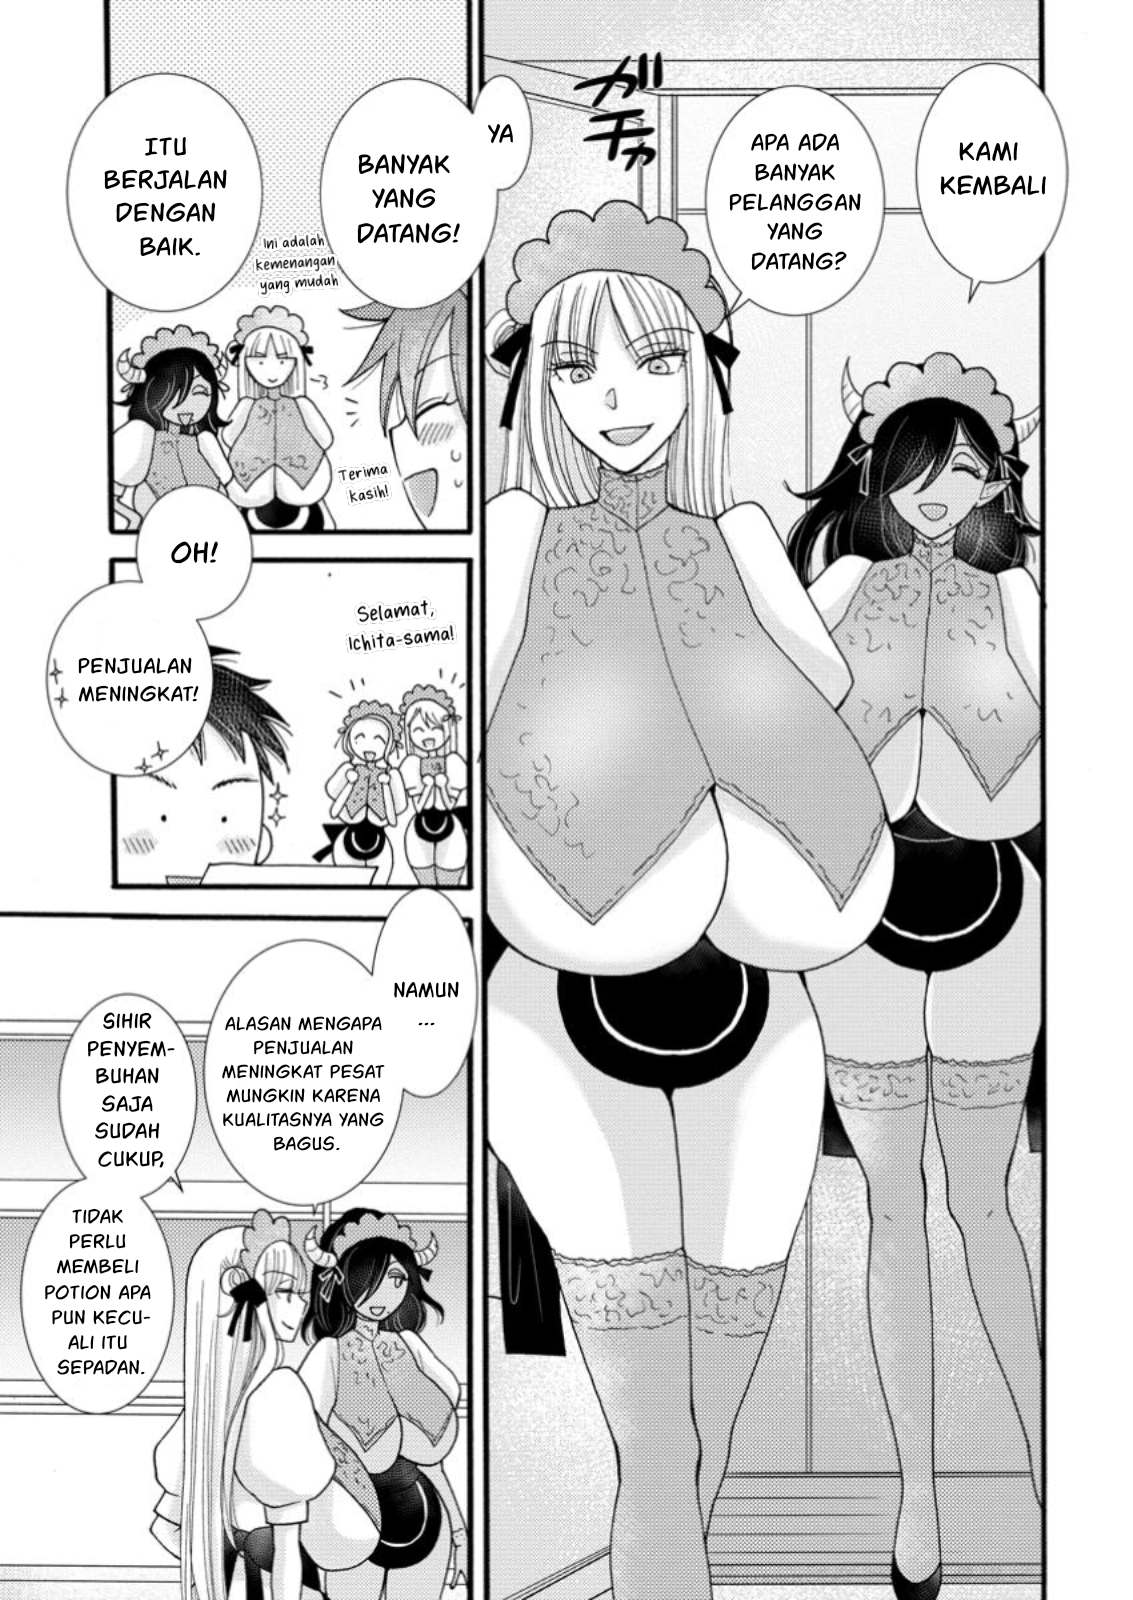 KAMI
KEMBALI
APA ADA
BANYAK
PELANGGAN
YANG
DATANG?
ガチャ
YA
BANYAK
YANG
DATANG!
ITU
BERJALAN
DENGAN
BAIK.
Ini adalah
kemenangan
yang mudah
Terima
kasih!
OH!
PENJUALAN
MENINGKAT!
Selamat,
Ichita-sama!
NAMUN
...
ALASAN MENGAPA
PENJUALAN
MENINGKAT PESAT
MUNGKIN KARENA
KUALITASNYA YANG
BAGUS.
SIHIR
PENYEM-
BUHAN
SAJA
SUDAH
CUKUP,
TIDAK
PERLU
MEMBELI
POTION APA
PUN KECU-
ALI ITU
SEPADAN.